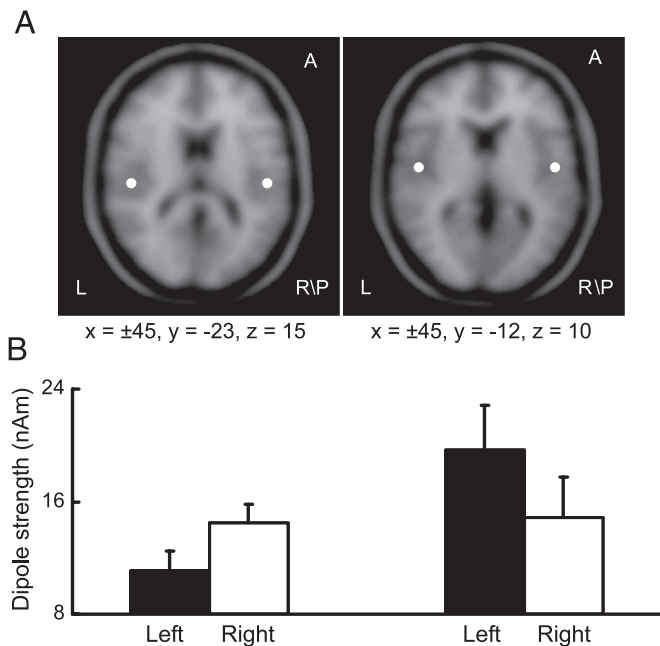 A
A
A
L
R\P
L
R\P
x = ±45, y = -23, z = 15
x = ±45, y = -12, z = 10
B
Dipole strength (nAm)
24
16
8
Left
Right
Left
Right